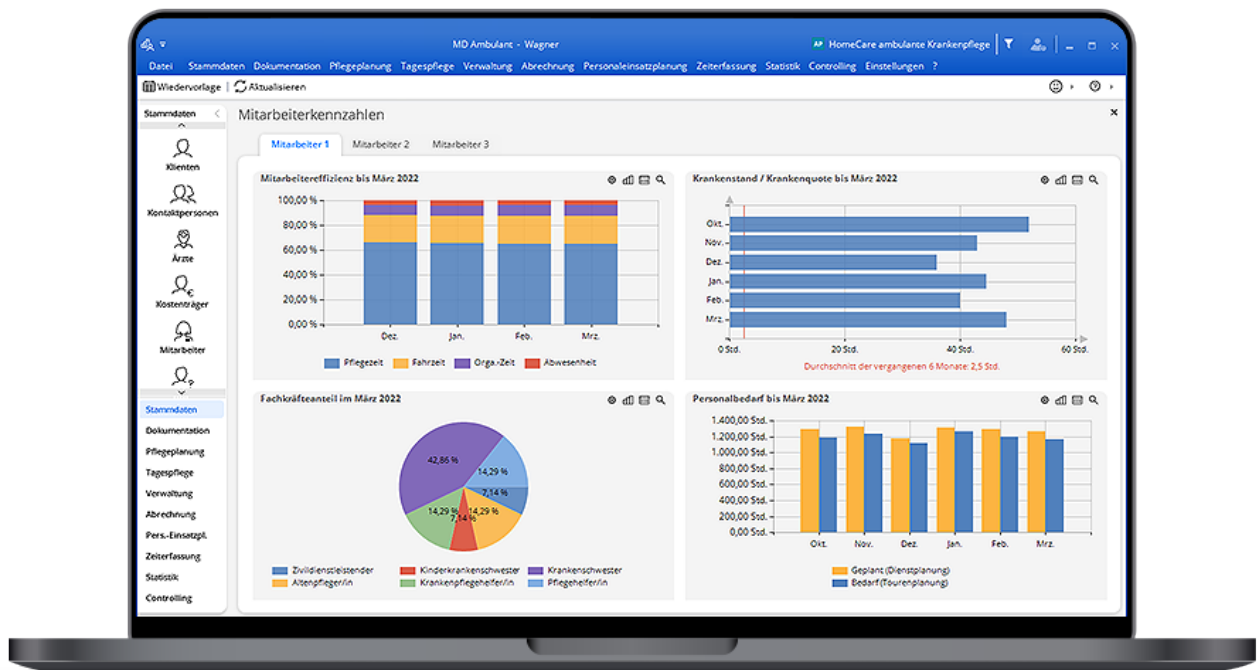 MD Ambulant - Wagner
AP HomeCare ambulante Krankenpflege
Datei Stammdaten Dokumentation Pflegeplanung Tagespflege Verwaltung Abrechnung Personaleinsatzplanung Zeiterfassung Statistik Controlling Einstellungen ?
Wiedervorlage | Aktualisieren
Stammdaten
Klienten
Kontaktpersonen
Ärzte
Kostenträger
Mitarbeiter
Stammdaten
Dokumentation
Pflegeplanung
Tagespflege
Verwaltung
Abrechnung
Pers.-Einsatzpl.
Zeiterfassung
Statistik
Controlling
Mitarbeiterkennzahlen
Mitarbeiter 1 Mitarbeiter 2 Mitarbeiter 3
Mitarbeitereffizienz bis März 2022
100,00 %
80,00 %
60,00 %
40,00 %
20,00 %
0,00 %
Dez. Jan. Feb. Mrz.
Pflegezeit Fahrzeit Orga.-Zeit Abwesenheit
Krankenstand / Krankenquote bis März 2022
Okt.
Nov.
Dez.
Jan.
Feb.
Mrz.
0 Std. 20 Std. 40 Std. 60 Std.
Durchschnitt der vergangenen 6 Monate: 2,5 Std.
Fachkräfteanteil im März 2022
42,86 %
14,29 %
7,14 %
14,29 %
14,29 %
7,14 %
Zivildienstleistender Kinderkrankenschwester Krankenschwester
Altenpfleger/in Krankenpflegehelfer/in Pflegehelfer/in
Personalbedarf bis März 2022
1.400,00 Std.
1.200,00 Std.
1.000,00 Std.
800,00 Std.
600,00 Std.
400,00 Std.
200,00 Std.
0,00 Std.
Okt. Nov. Dez. Jan. Feb. Mrz.
Geplant (Dienstplanung)
Bedarf (Tourenplanung)